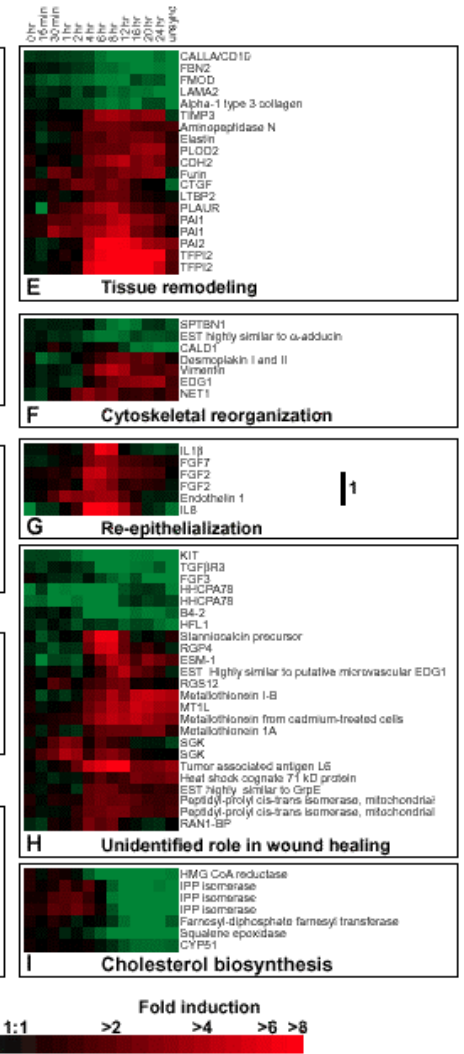 0 hr
15 min
30 min
1 hr
2 hr
4 hr
6 hr
8 hr
12 hr
16 hr
20 hr
24 hr
unsync
CALLA/CD10
FBN2
FMOD
LAMA2
Alpha-1 type 3 collagen
TIMP3
Aminopeptidase N
Elastin
PLOD2
CDH2
Furin
CTGF
LTBP2
PLAUR
PAI1
PAI1
PAI2
TFPI2
TFPI2
E Tissue remodeling
SPTBN1
EST highly similar to α-adducin
CALD1
Desmoplakin I and II
Vimentin
EDG1
NET1
F Cytoskeletal reorganization
IL1β
FGF7
FGF2
FGF2
Endothelin 1
IL8
1
G Re-epithelialization
KIT
TGFβR3
FGF3
HHCPA78
HHCPA78
B4-2
HFL1
Stanniocalcin precursor
RGP4
ESM-1
EST Highly similar to putative microvascular EDG1
RGS12
Metallothionein I-B
MT1L
Metallothionein from cadmium-treated cells
Metallothionein 1A
SGK
SGK
Tumor associated antigen L6
Heat shock cognate 71 kD protein
EST highly similar to GrpE
Peptidyl-prolyl cis-trans isomerase, mitochondrial
Peptidyl-prolyl cis-trans isomerase, mitochondrial
RAN1-BP
H Unidentified role in wound healing
HMG CoA reductase
IPP isomerase
IPP isomerase
IPP isomerase
Farnesyl-diphosphate farnesyl transferase
Squalene epoxidase
CYP51
I Cholesterol biosynthesis
Fold induction
1:1 >2 >4 >6 >8